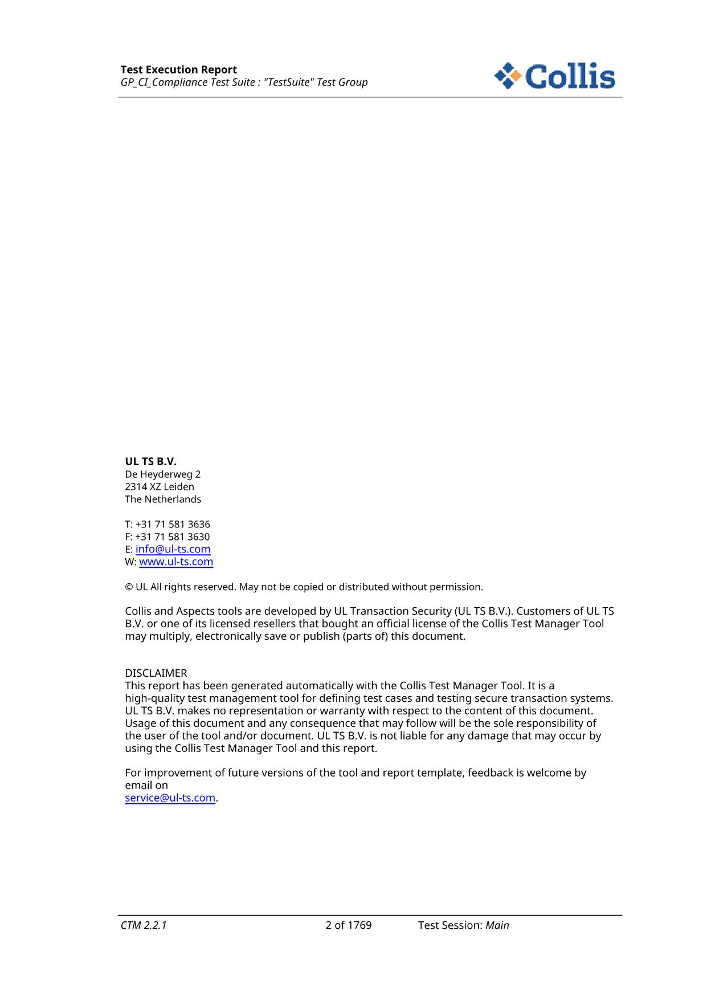 Test Execution Report
GP_CI_Compliance Test Suite : "TestSuite" Test Group
Collis
UL TS B.V.
De Heyderweg 2
2314 XZ Leiden
The Netherlands
T: +31 71 581 3636
F: +31 71 581 3630
E: info@ul-ts.com
W: www.ul-ts.com
© UL All rights reserved. May not be copied or distributed without permission.
Collis and Aspects tools are developed by UL Transaction Security (UL TS B.V.). Customers of UL TS
B.V. or one of its licensed resellers that bought an official license of the Collis Test Manager Tool
may multiply, electronically save or publish (parts of) this document.
DISCLAIMER
This report has been generated automatically with the Collis Test Manager Tool. It is a
high-quality test management tool for defining test cases and testing secure transaction systems.
UL TS B.V. makes no representation or warranty with respect to the content of this document.
Usage of this document and any consequence that may follow will be the sole responsibility of
the user of the tool and/or document. UL TS B.V. is not liable for any damage that may occur by
using the Collis Test Manager Tool and this report.
For improvement of future versions of the tool and report template, feedback is welcome by
email on
service@ul-ts.com.
CTM 2.2.1 2 of 1769 Test Session: Main